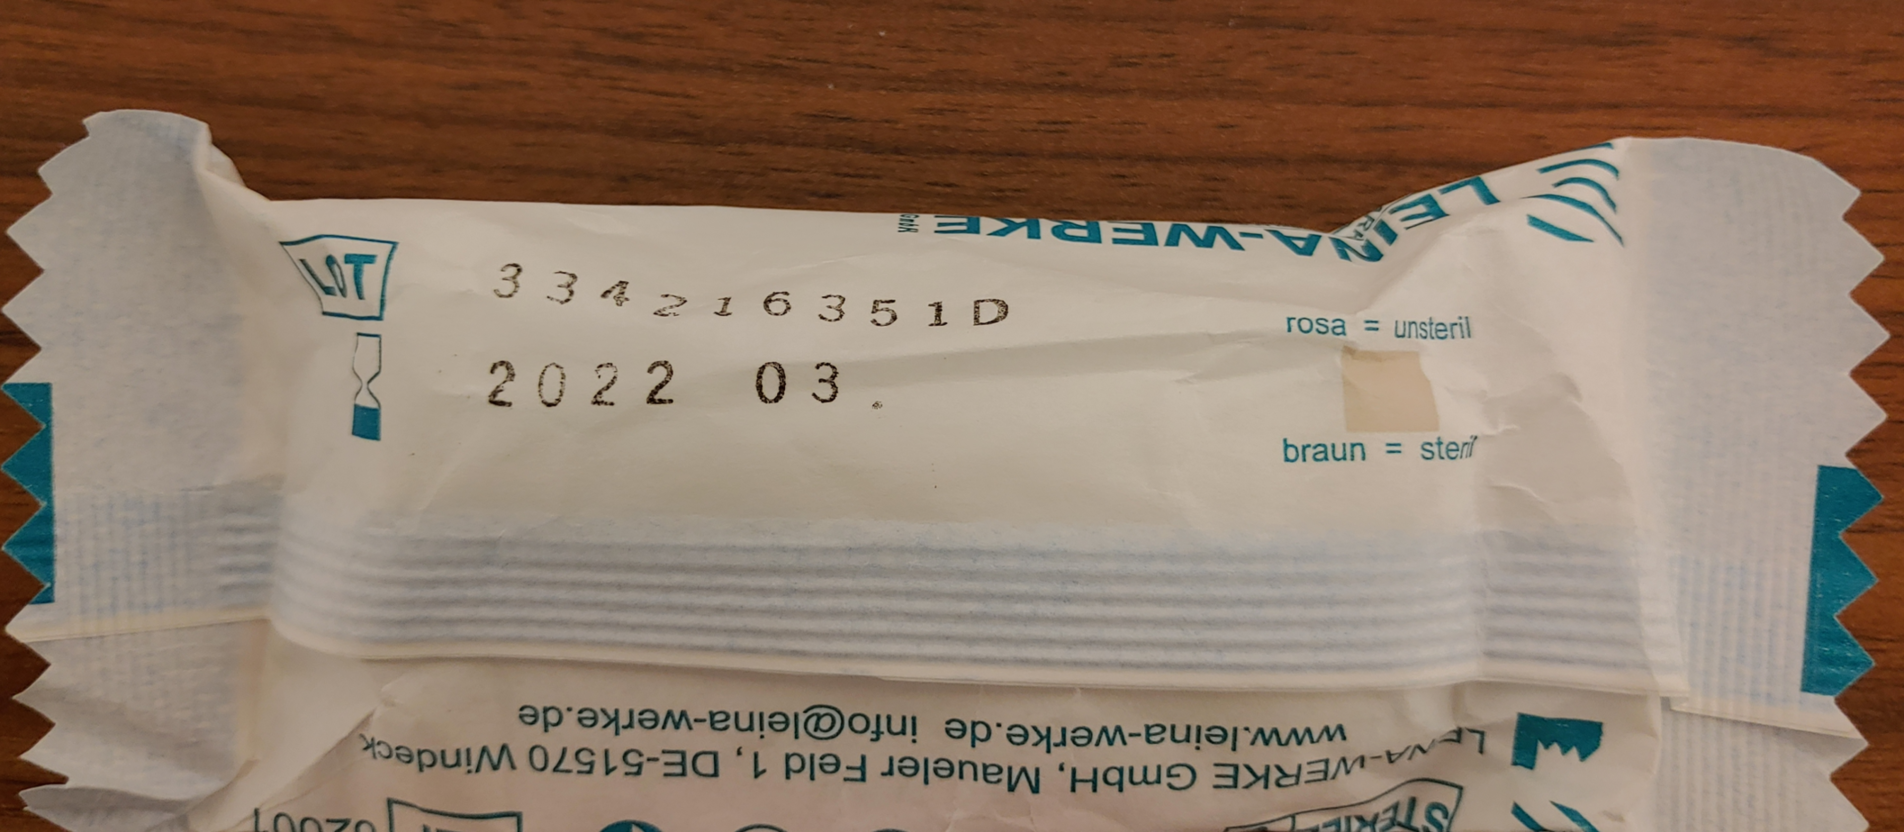 LEINA-WERKE
GmbH
LOT
334216351D
2022 03.
rosa = unsteril
braun = steril
www.leina-werke.de info@leina-werke.de
LEINA-WERKE GmbH, Maueler Feld 1, DE-51570 Windeck